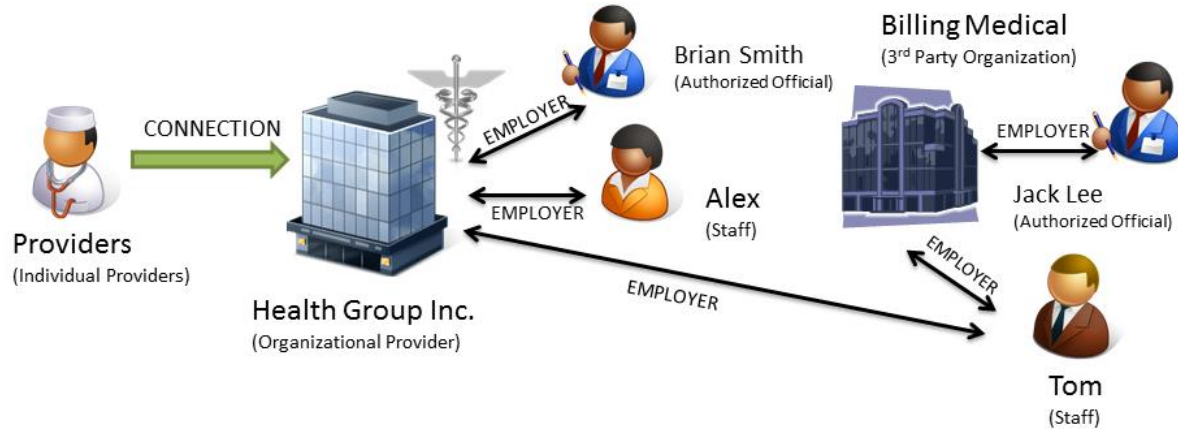 CONNECTION
Providers
(Individual Providers)
Health Group Inc.
(Organizational Provider)
EMPLOYER
Brian Smith
(Authorized Official)
EMPLOYER
Alex
(Staff)
EMPLOYER
Billing Medical
(3rd Party Organization)
EMPLOYER
Jack Lee
(Authorized Official)
EMPLOYER
Tom
(Staff)